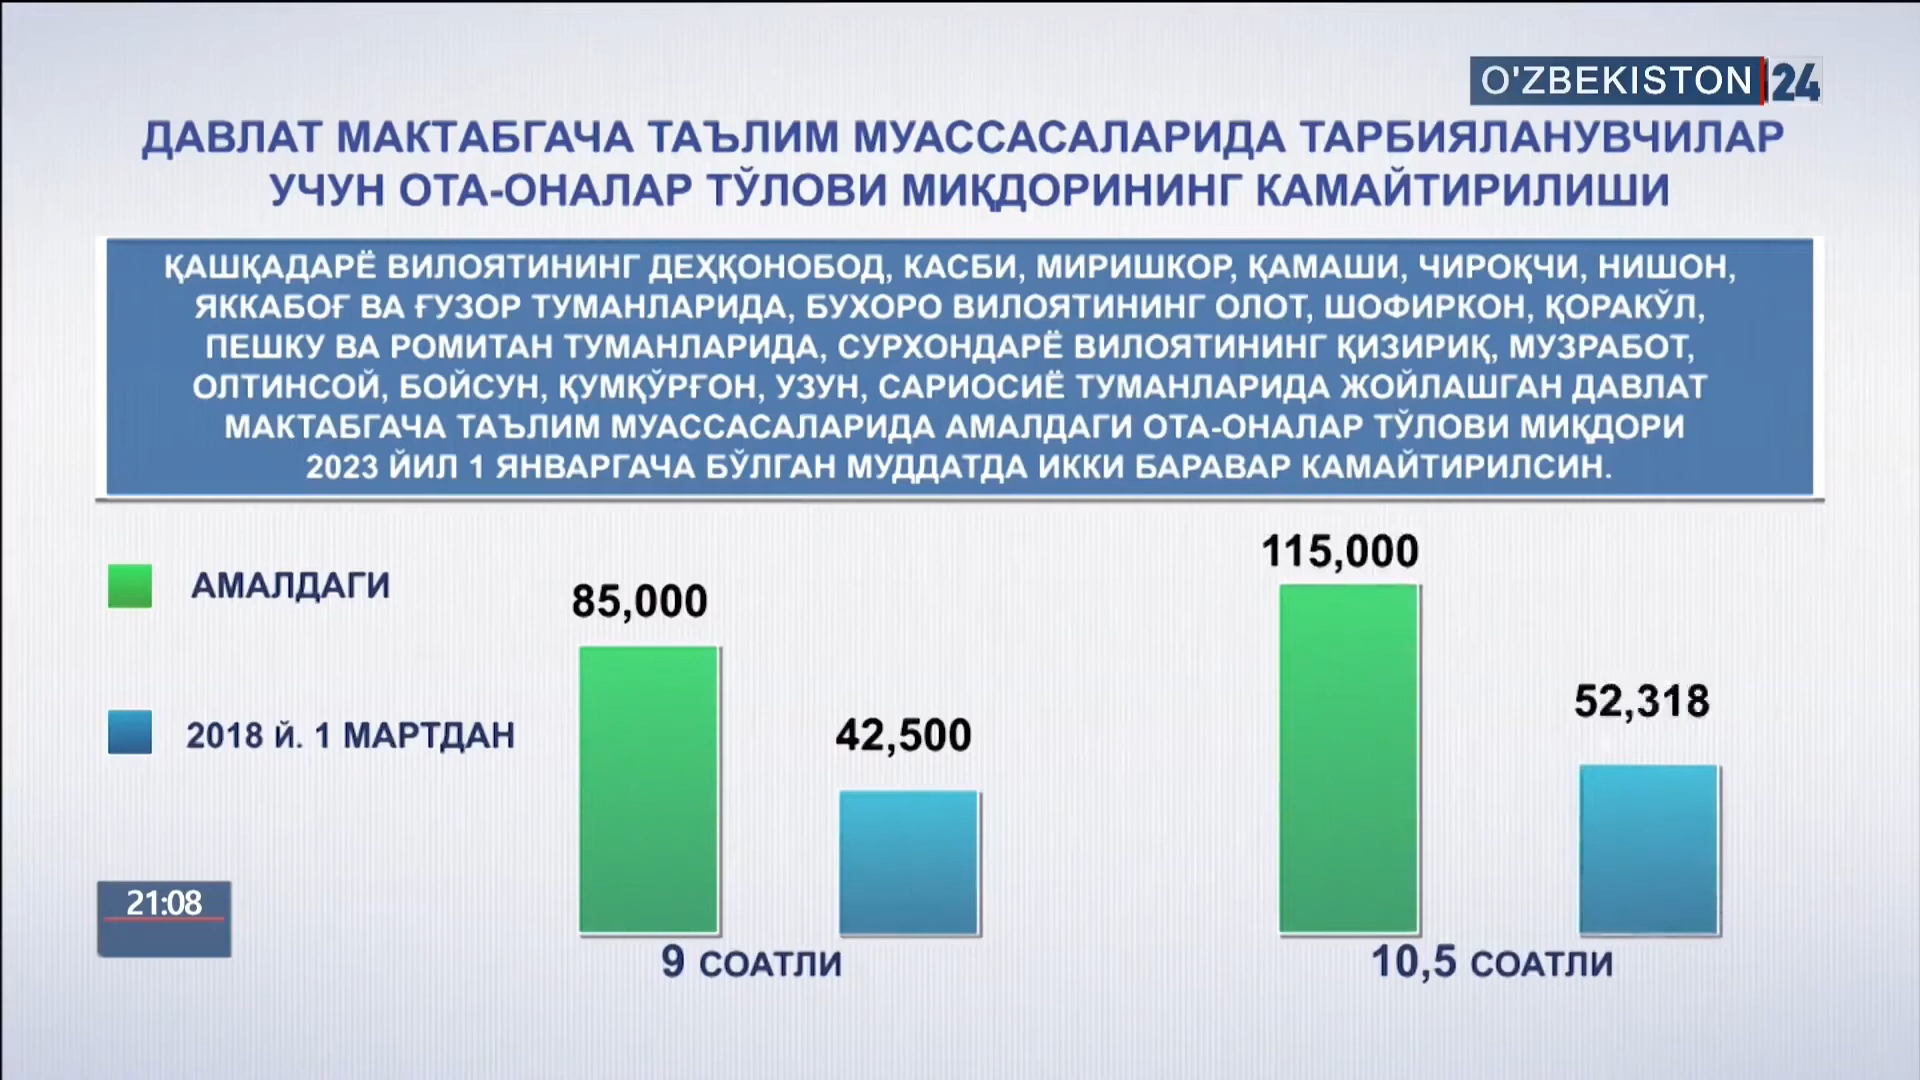 O'ZBEKISTON 24
ДАВЛАТ МАКТАБГАЧА ТАЪЛИМ МУАССАСАЛАРИДА ТАРБИЯЛАНУВЧИЛАР
УЧУН ОТА-ОНАЛАР ТЎЛОВИ МИҚДОРИНИНГ КАМАЙТИРИЛИШИ
ҚАШҚАДАРЁ ВИЛОЯТИНИНГ ДЕҲҚОНОБОД, КАСБИ, МИРИШКОР, ҚАМАШИ, ЧИРОҚЧИ, НИШОН,
ЯККАБОҒ ВА ҒУЗОР ТУМАНЛАРИДА, БУХОРО ВИЛОЯТИНИНГ ОЛОТ, ШОФИРКОН, ҚОРАКЎЛ,
ПЕШКУ ВА РОМИТАН ТУМАНЛАРИДА, СУРХОНДАРЁ ВИЛОЯТИНИНГ ҚИЗИРИҚ, МУЗРАБОТ,
ОЛТИНСОЙ, БОЙСУН, ҚУМҚЎРҒОН, УЗУН, САРИОСИЁ ТУМАНЛАРИДА ЖОЙЛАШГАН ДАВЛАТ
МАКТАБГАЧА ТАЪЛИМ МУАССАСАЛАРИДА АМАЛДАГИ ОТА-ОНАЛАР ТЎЛОВИ МИҚДОРИ
2023 ЙИЛ 1 ЯНВАРГАЧА БЎЛГАН МУДДАТДА ИККИ БАРАВАР КАМАЙТИРИЛСИН.
АМАЛДАГИ
2018 й. 1 МАРТДАН
85,000
42,500
9 СОАТЛИ
115,000
52,318
10,5 СОАТЛИ
21:08